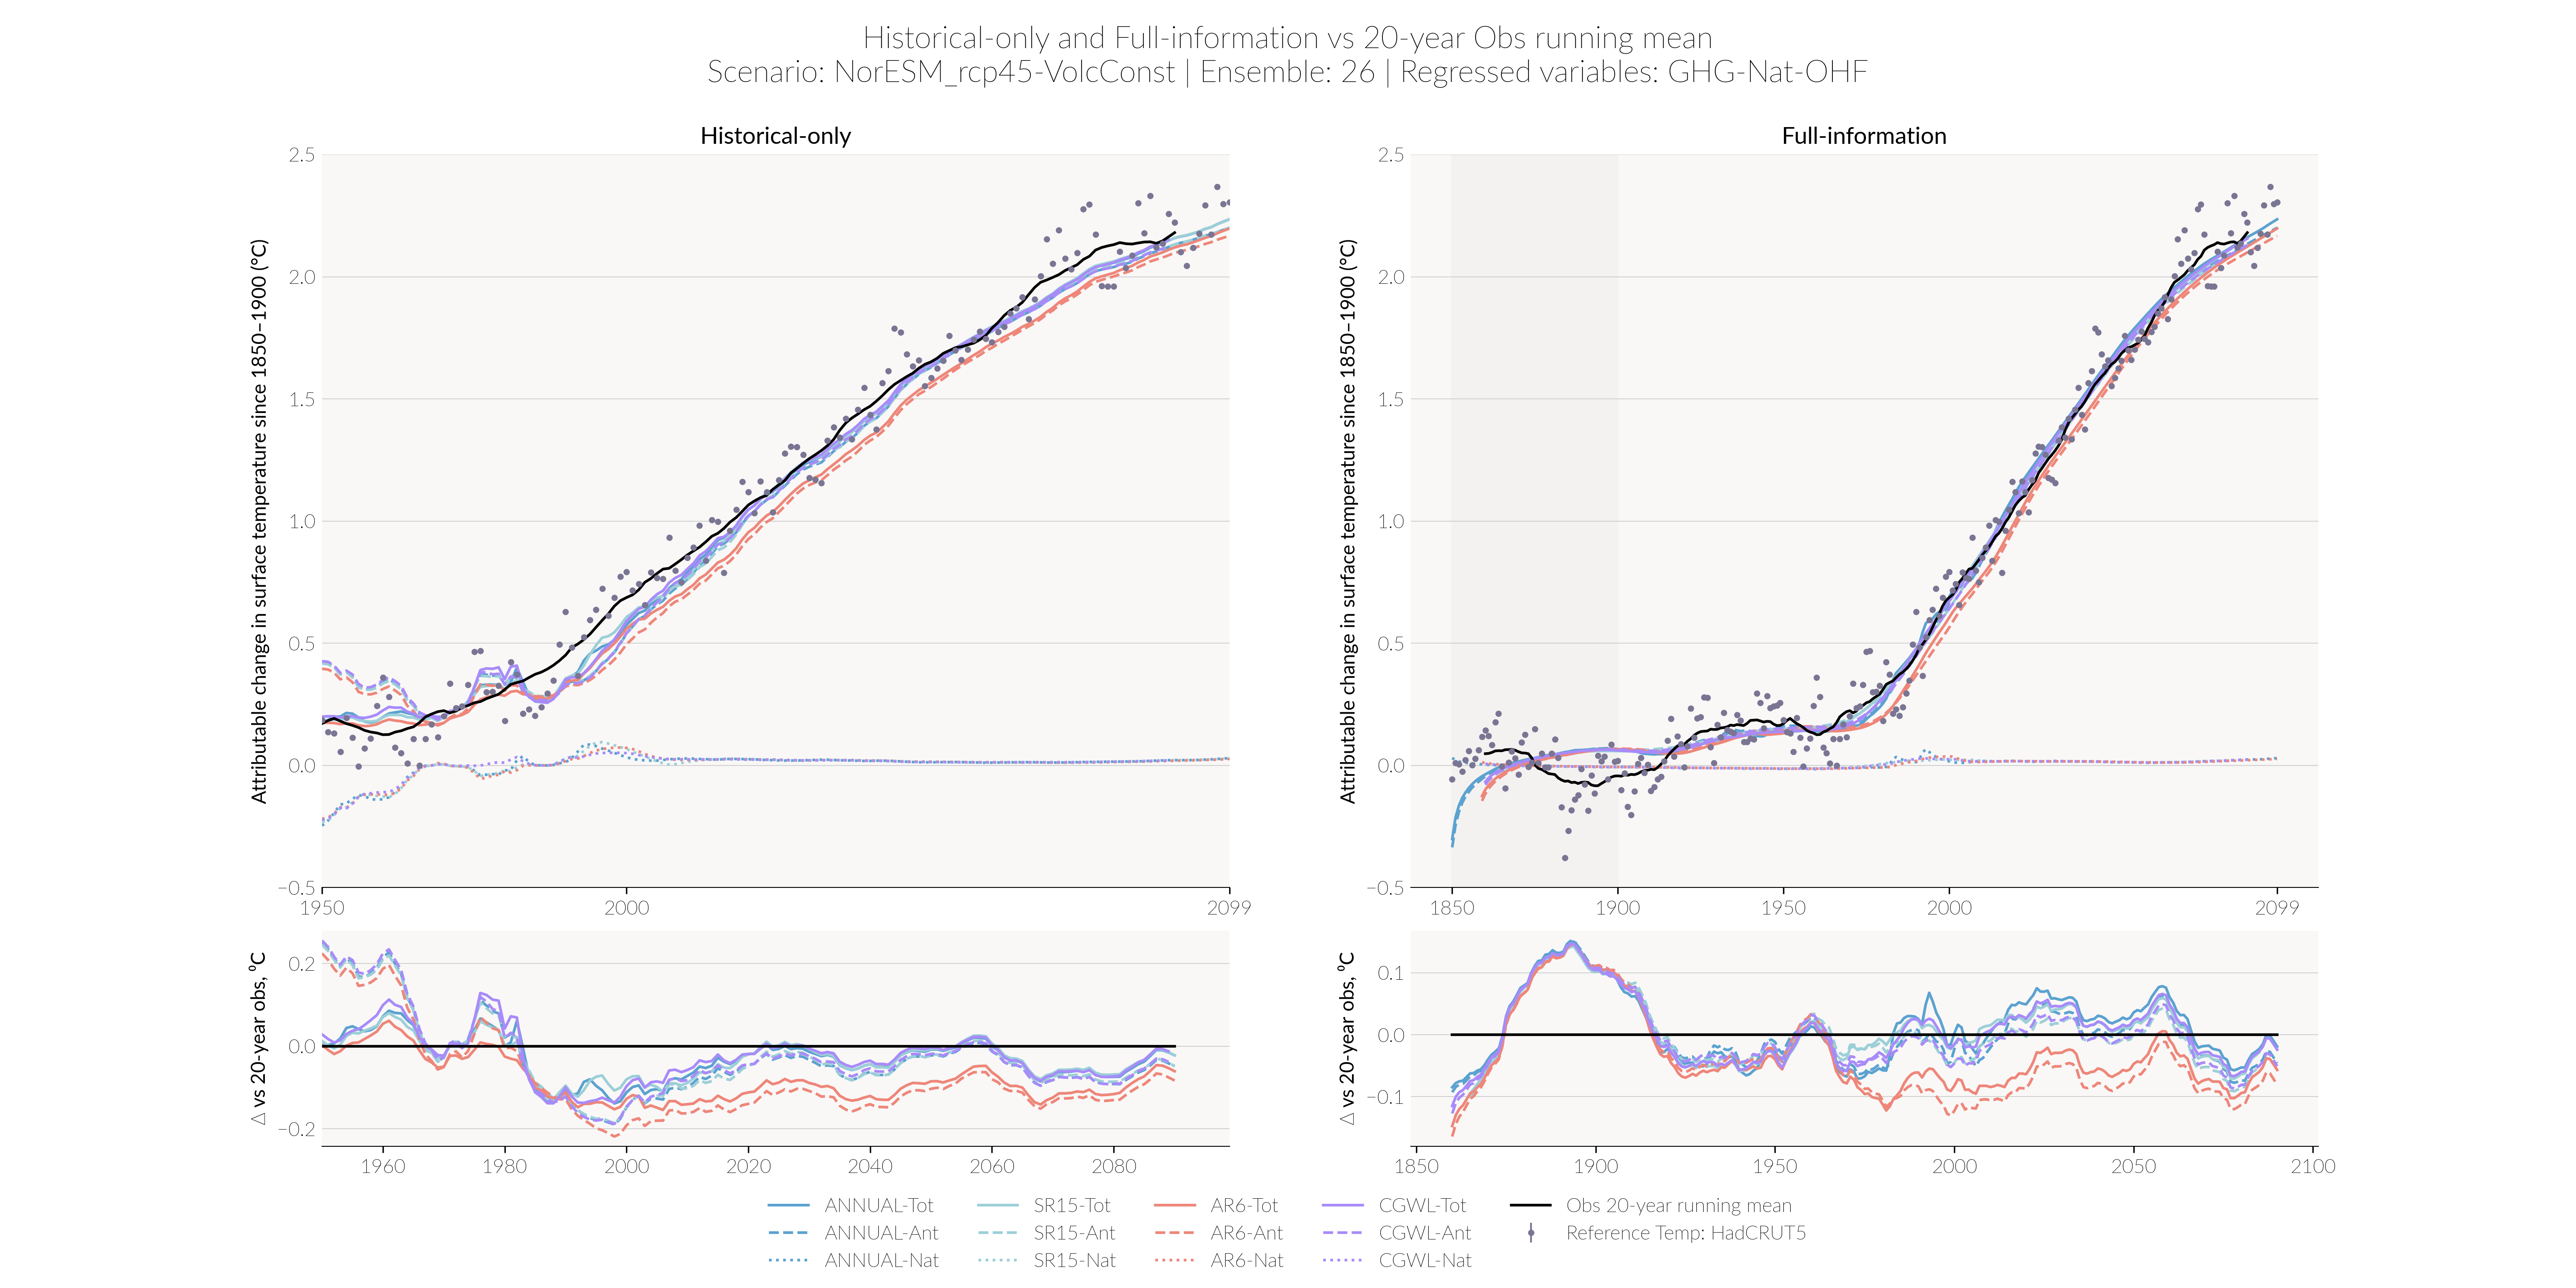 Historical-only and Full-information vs 20-year Obs running mean
Scenario: NorESM_rcp45-VolcConst | Ensemble: 26 | Regressed variables: GHG-Nat-OHF
Historical-only
Attributable change in surface temperature since 1850–1900 (°C)
2.5
2.0
1.5
1.0
0.5
0.0
−0.5
1950
2000
2099
Full-information
Attributable change in surface temperature since 1850–1900 (°C)
2.5
2.0
1.5
1.0
0.5
0.0
−0.5
1850
1900
1950
2000
2099
△ vs 20-year obs, °C
0.2
0.0
−0.2
1960
1980
2000
2020
2040
2060
2080
△ vs 20-year obs, °C
0.1
0.0
−0.1
1850
1900
1950
2000
2050
2100
ANNUAL-Tot
ANNUAL-Ant
ANNUAL-Nat
SR15-Tot
SR15-Ant
SR15-Nat
AR6-Tot
AR6-Ant
AR6-Nat
CGWL-Tot
CGWL-Ant
CGWL-Nat
Obs 20-year running mean
Reference Temp: HadCRUT5